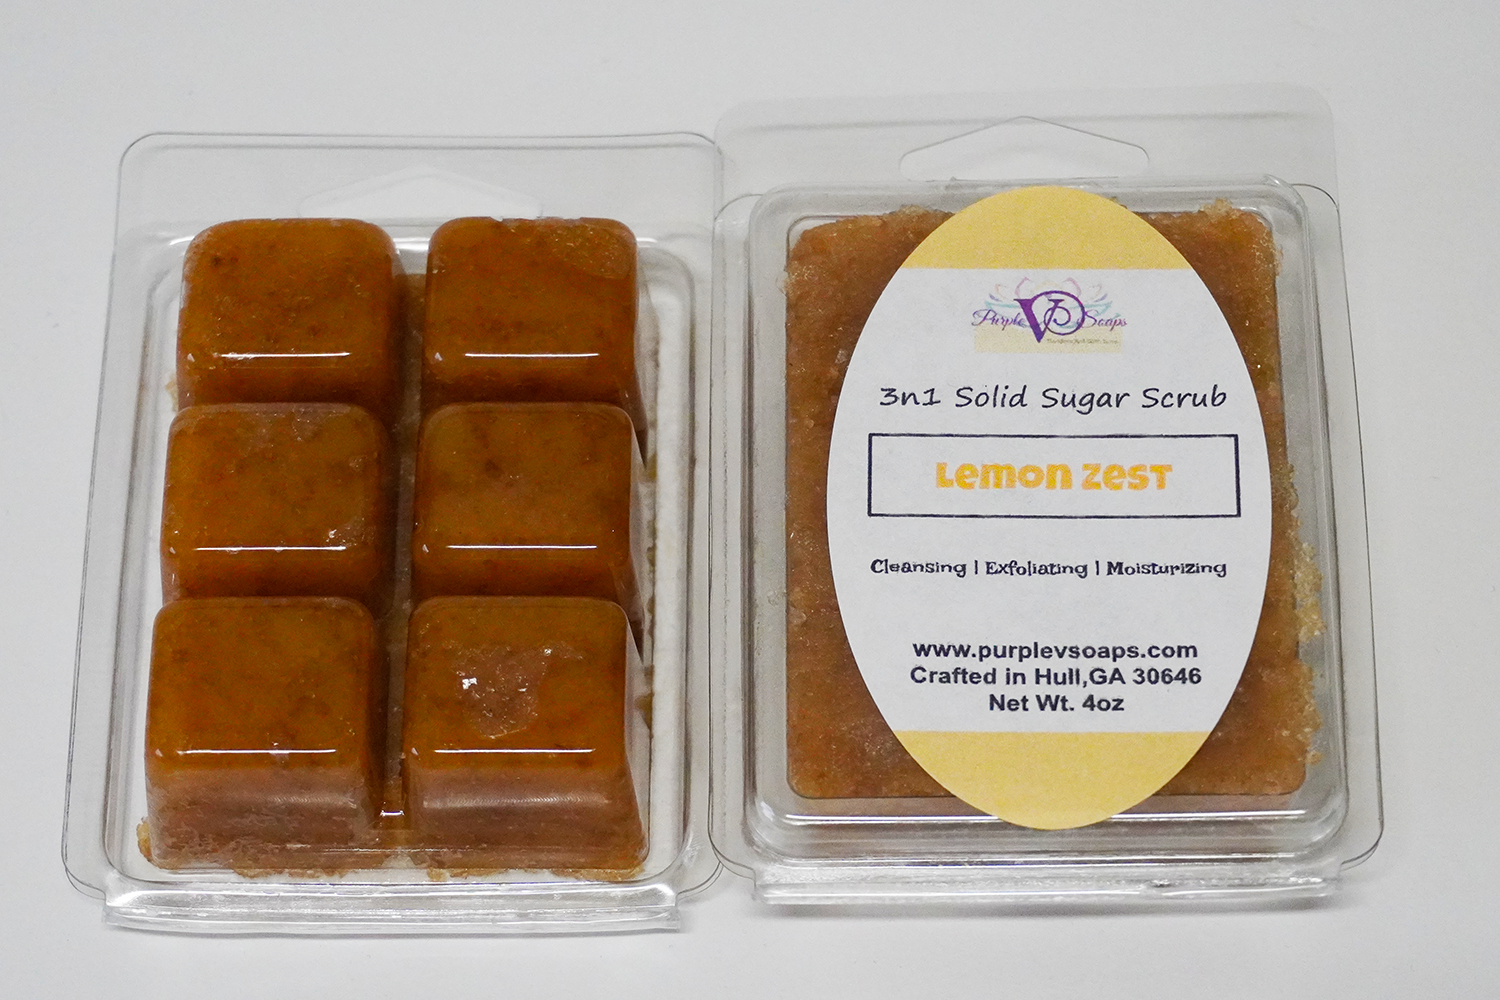 Purple VP Soaps
3n1 Solid Sugar Scrub
Lemon Zest
Cleansing | Exfoliating | Moisturizing
www.purplevsoaps.com
Crafted in Hull,GA 30646
Net Wt. 4oz